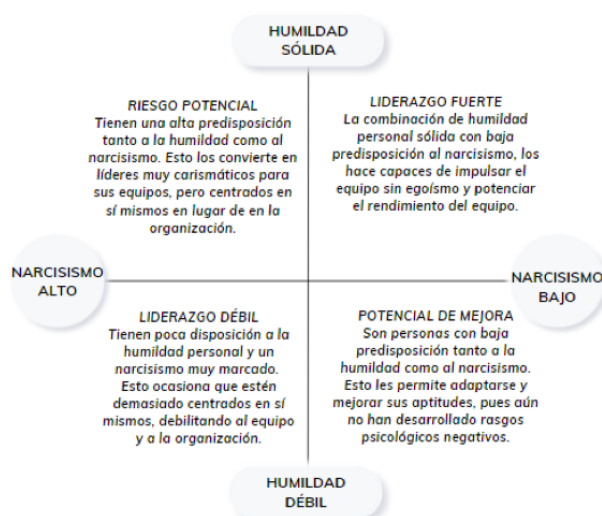 HUMILDAD
SÓLIDA
RIESGO POTENCIAL
Tienen una alta predisposición
tanto a la humildad como al
narcisismo. Esto los convierte en
líderes muy carismáticos para
sus equipos, pero centrados en
sí mismos en lugar de en la
organización.
LIDERAZGO FUERTE
La combinación de humildad
personal sólida con baja
predisposición al narcisismo, los
hace capaces de impulsar el
equipo sin egoísmo y potenciar
el rendimiento del equipo.
NARCISISMO
ALTO
NARCISISMO
BAJO
LIDERAZGO DÉBIL
Tienen poca disposición a la
humildad personal y un
narcisismo muy marcado.
Esto ocasiona que estén
demasiado centrados en sí
mismos, debilitando al equipo
y a la organización.
POTENCIAL DE MEJORA
Son personas con baja
predisposición tanto a la
humildad como al narcisismo.
Esto les permite adaptarse y
mejorar sus aptitudes, pues aún
no han desarrollado rasgos
psicológicos negativos.
HUMILDAD
DÉBIL